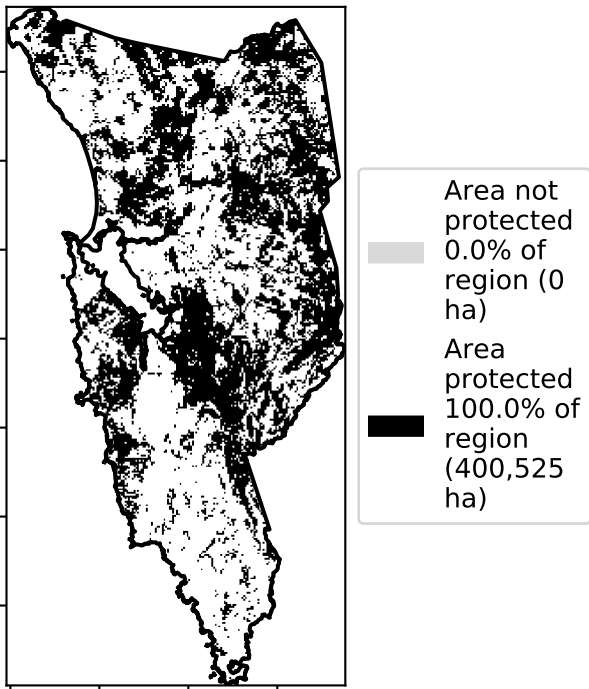 Area not
protected
0.0% of
region (0
ha)
Area
protected
100.0% of
region
(400,525
ha)